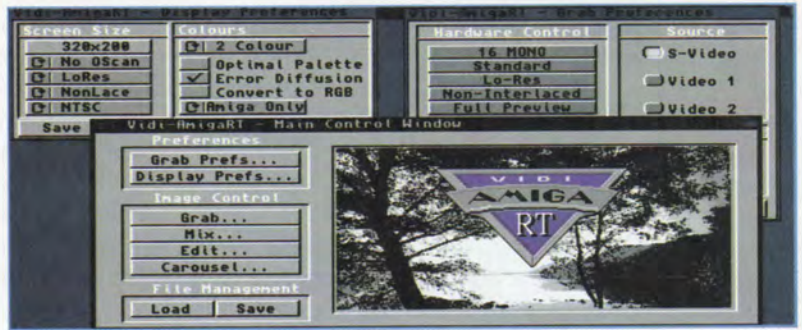 Vidi-AmigaRT - Display Preferences
Screen Size
320x200
No OScan
LoRes
NonLace
NTSC
Save
Colours
2 Colour
Optimal Palette
Error Diffusion
Convert to RGB
Amiga Only
Vidi-AmigaRT - Grab Preferences
Hardware Control
16 MONO
Standard
Lo-Res
Non-Interlaced
Full Preview
Source
S-Video
Video 1
Video 2
Vidi-AmigaRT - Main Control Window
Preferences
Grab Prefs...
Display Prefs...
Image Control
Grab...
Mix...
Edit...
Carousel...
File Management
Load
Save
VIDI
AMIGA
RT